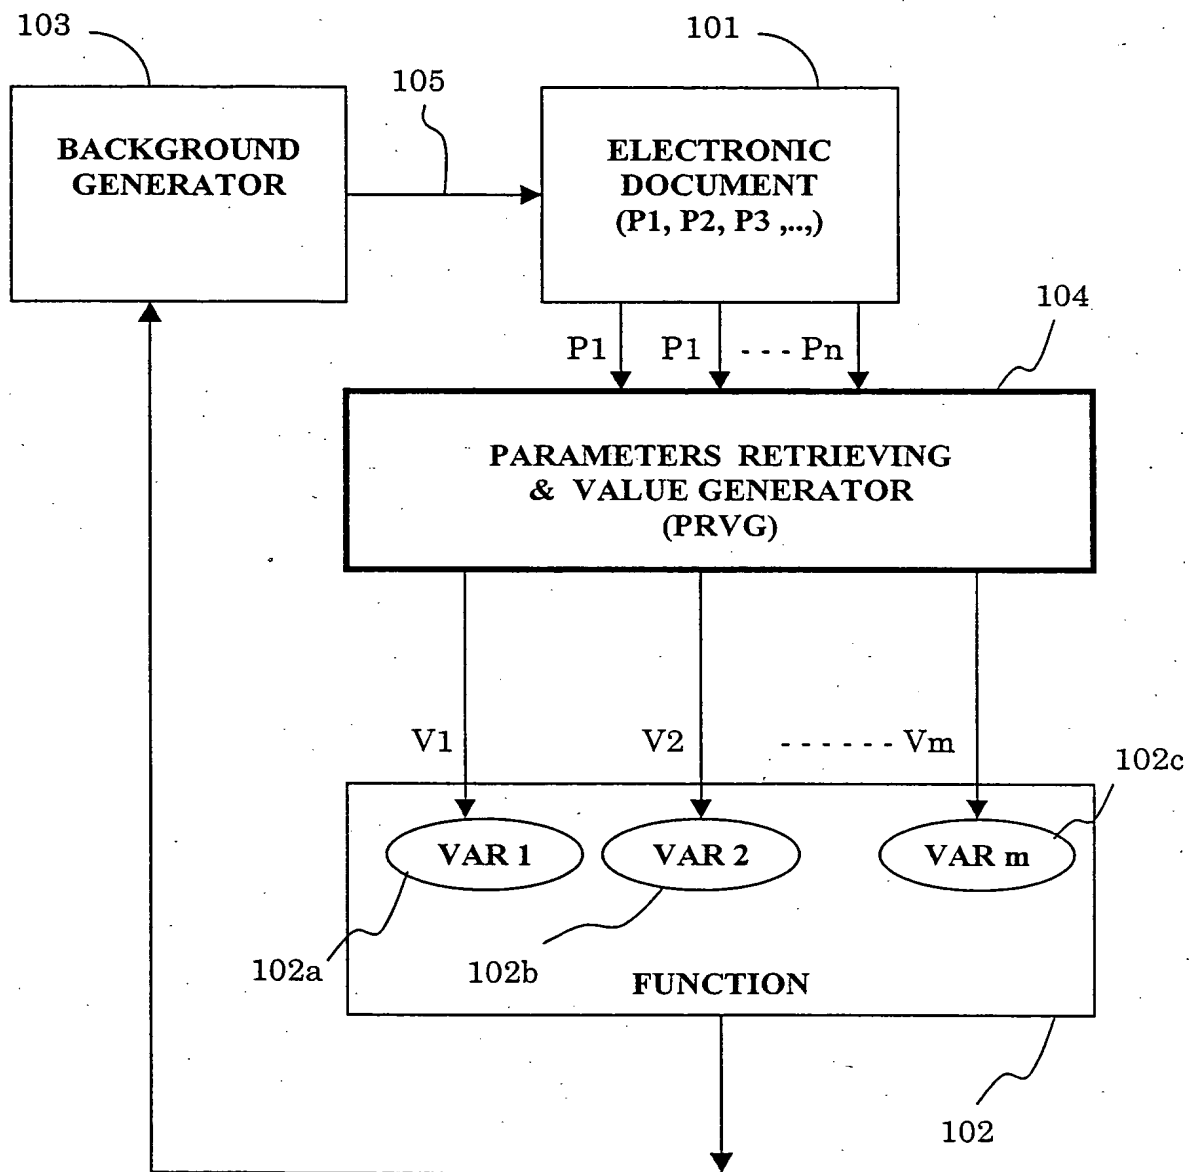 103
101
105
BACKGROUND
GENERATOR
ELECTRONIC
DOCUMENT
(P1, P2, P3 ,..,)
104
P1 P1 - - - Pn
PARAMETERS RETRIEVING
& VALUE GENERATOR
(PRVG)
V1 V2 - - - - - - Vm
102c
VAR 1 VAR 2 VAR m
102a 102b
FUNCTION
102